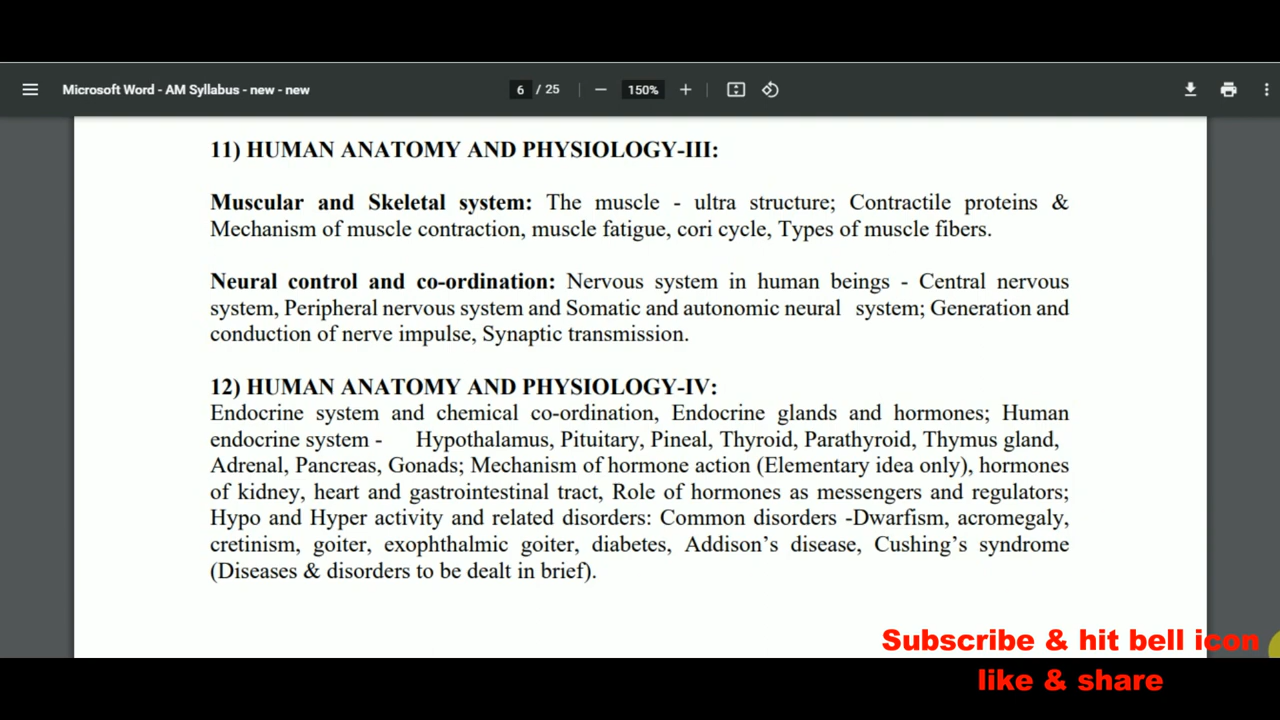 Microsoft Word - AM Syllabus - new - new
6 / 25
150%
11) HUMAN ANATOMY AND PHYSIOLOGY-III:
Muscular and Skeletal system: The muscle - ultra structure; Contractile proteins &
Mechanism of muscle contraction, muscle fatigue, cori cycle, Types of muscle fibers.
Neural control and co-ordination: Nervous system in human beings - Central nervous
system, Peripheral nervous system and Somatic and autonomic neural system; Generation and
conduction of nerve impulse, Synaptic transmission.
12) HUMAN ANATOMY AND PHYSIOLOGY-IV:
Endocrine system and chemical co-ordination, Endocrine glands and hormones; Human
endocrine system - Hypothalamus, Pituitary, Pineal, Thyroid, Parathyroid, Thymus gland,
Adrenal, Pancreas, Gonads; Mechanism of hormone action (Elementary idea only), hormones
of kidney, heart and gastrointestinal tract, Role of hormones as messengers and regulators;
Hypo and Hyper activity and related disorders: Common disorders -Dwarfism, acromegaly,
cretinism, goiter, exophthalmic goiter, diabetes, Addison’s disease, Cushing’s syndrome
(Diseases & disorders to be dealt in brief).
Subscribe & hit bell icon
like & share